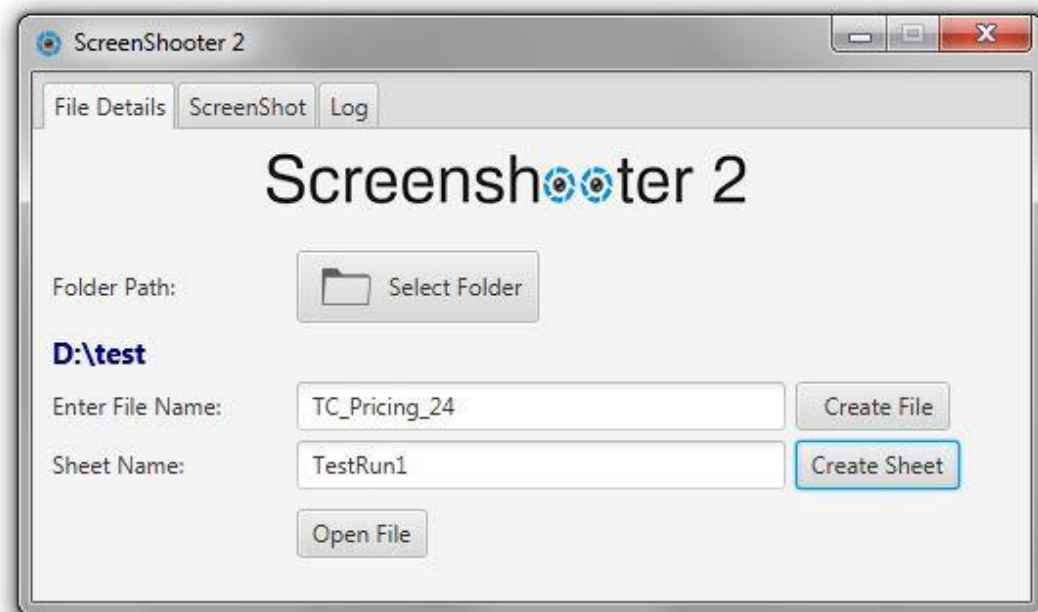 ScreenShooter 2
File Details ScreenShot Log
Screenshooter 2
Folder Path: Select Folder
D:\test
Enter File Name: TC_Pricing_24 Create File
Sheet Name: TestRun1 Create Sheet
Open File